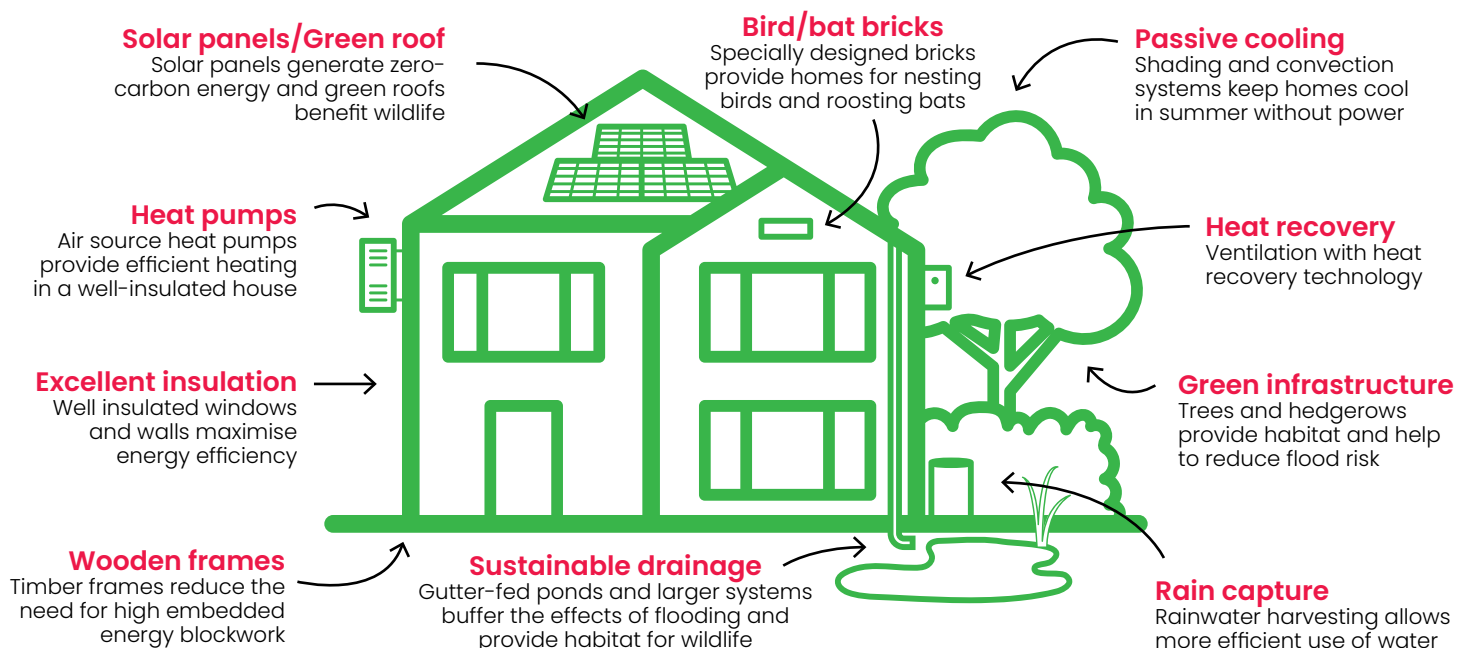 Solar panels/Green roof
Solar panels generate zero-
carbon energy and green roofs
benefit wildlife
Bird/bat bricks
Specially designed bricks
provide homes for nesting
birds and roosting bats
Passive cooling
Shading and convection
systems keep homes cool
in summer without power
Heat pumps
Air source heat pumps
provide efficient heating
in a well-insulated house
Heat recovery
Ventilation with heat
recovery technology
Excellent insulation
Well insulated windows
and walls maximise
energy efficiency
Green infrastructure
Trees and hedgerows
provide habitat and help
to reduce flood risk
Wooden frames
Timber frames reduce the
need for high embedded
energy blockwork
Sustainable drainage
Gutter-fed ponds and larger systems
buffer the effects of flooding and
provide habitat for wildlife
Rain capture
Rainwater harvesting allows
more efficient use of water